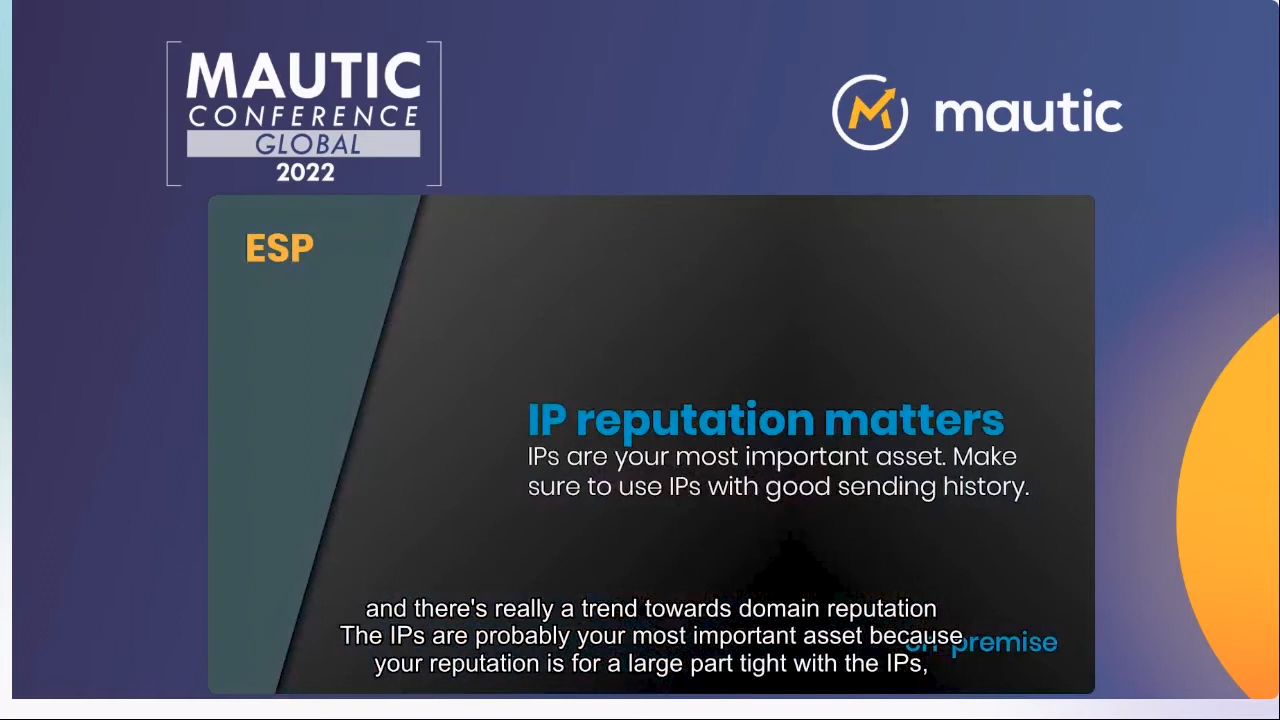 MAUTIC
CONFERENCE
GLOBAL
2022
mautic
ESP
IP reputation matters
IPs are your most important asset. Make
sure to use IPs with good sending history.
and there's really a trend towards domain reputation
The IPs are probably your most important asset because
your reputation is for a large part tight with the IPs,
on-premise